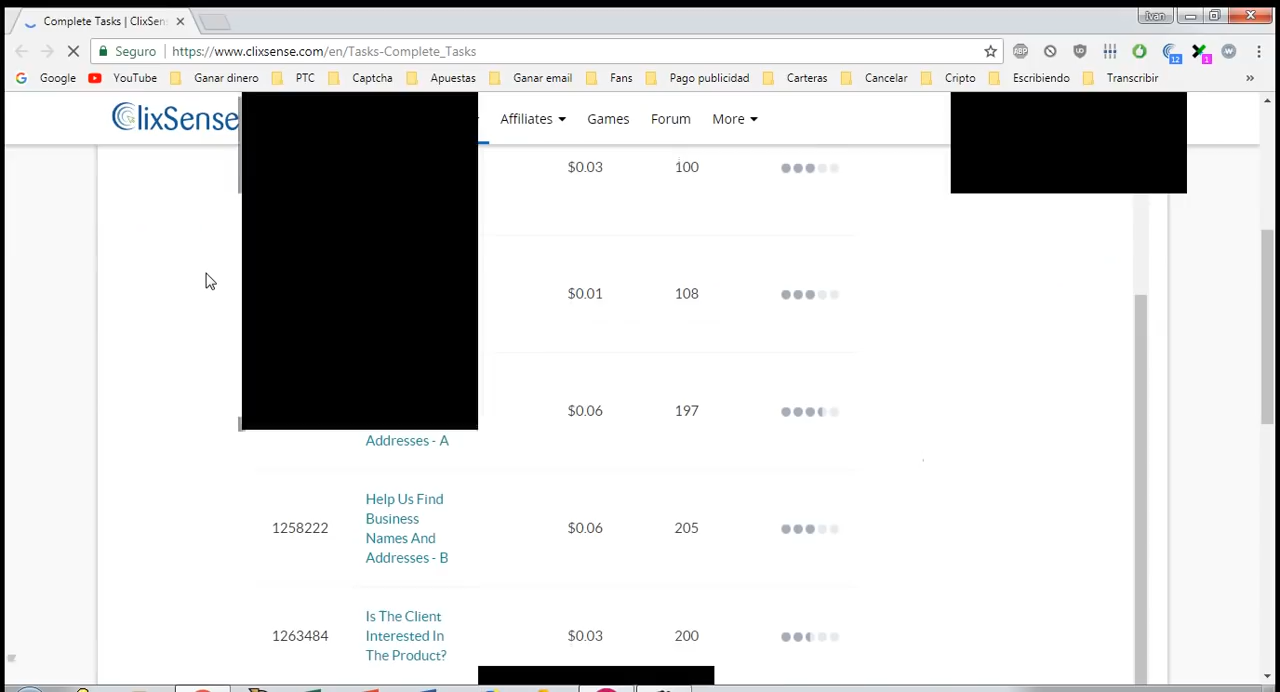 Complete Tasks | ClixSen
ivan
Seguro https://www.clixsense.com/en/Tasks-Complete_Tasks
ABP 12 1 W
Google YouTube Ganar dinero PTC Captcha Apuestas Ganar email Fans Pago publicidad Carteras Cancelar Cripto Escribiendo Transcribir »
ClixSense Affiliates Games Forum More
$0.03 100
$0.01 108
$0.06 197
Addresses - A
Help Us Find
Business
1258222 $0.06 205
Names And
Addresses - B
Is The Client
1263484 Interested In $0.03 200
The Product?